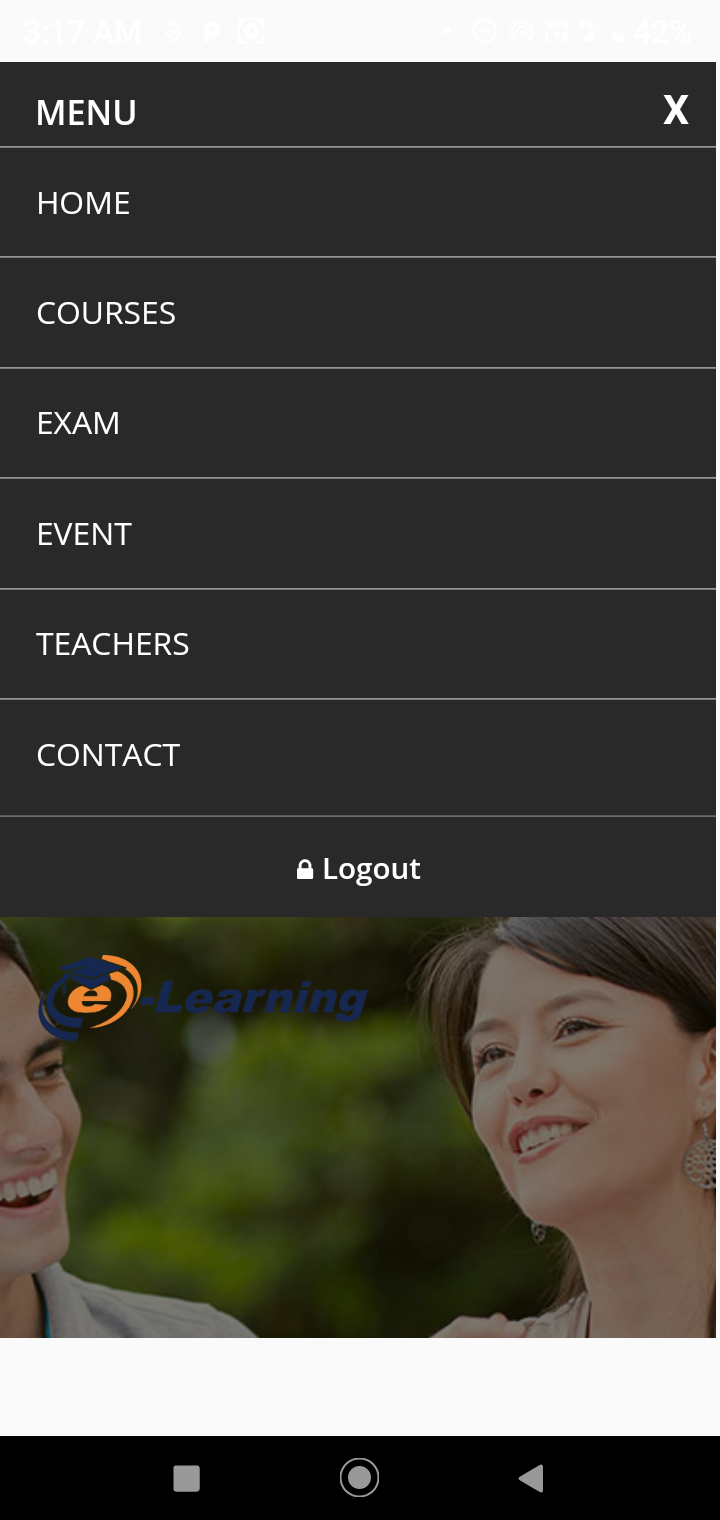 3:17 AM 42%
MENU X
HOME
COURSES
EXAM
EVENT
TEACHERS
CONTACT
Logout
e-Learning